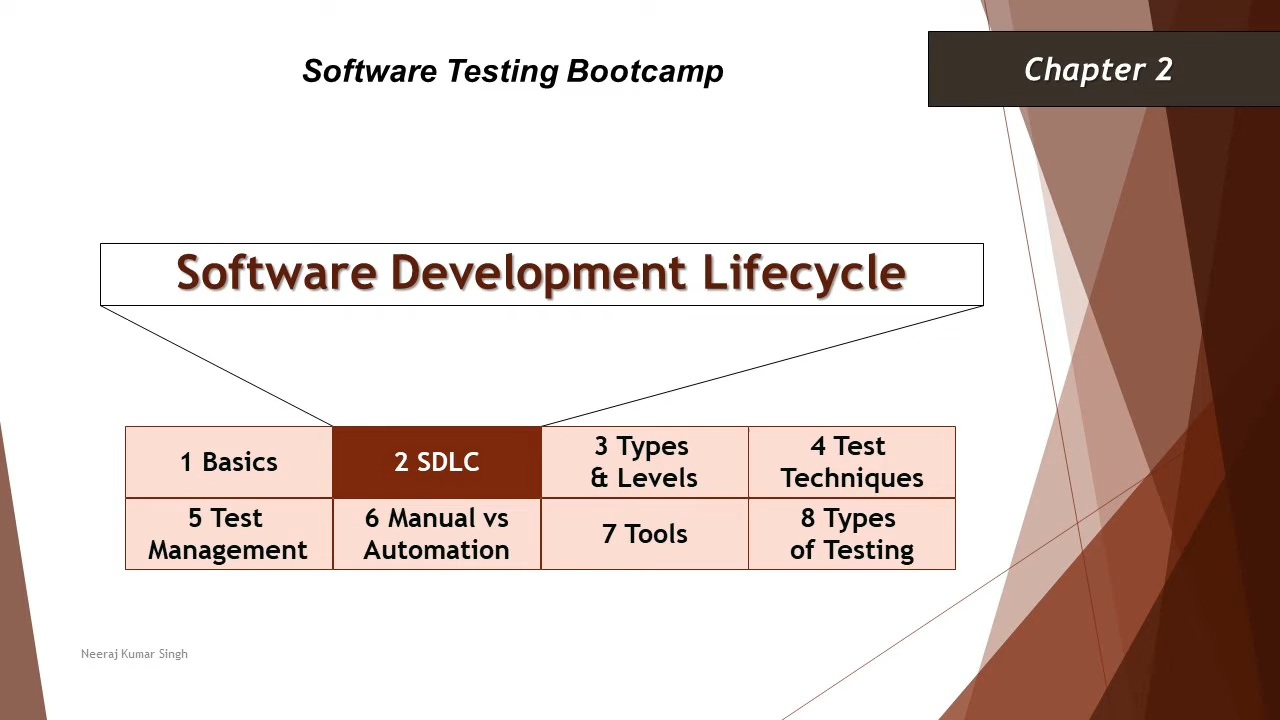 Software Testing Bootcamp
Chapter 2
Software Development Lifecycle
1 Basics
2 SDLC
3 Types
& Levels
4 Test
Techniques
5 Test
Management
6 Manual vs
Automation
7 Tools
8 Types
of Testing
Neeraj Kumar Singh